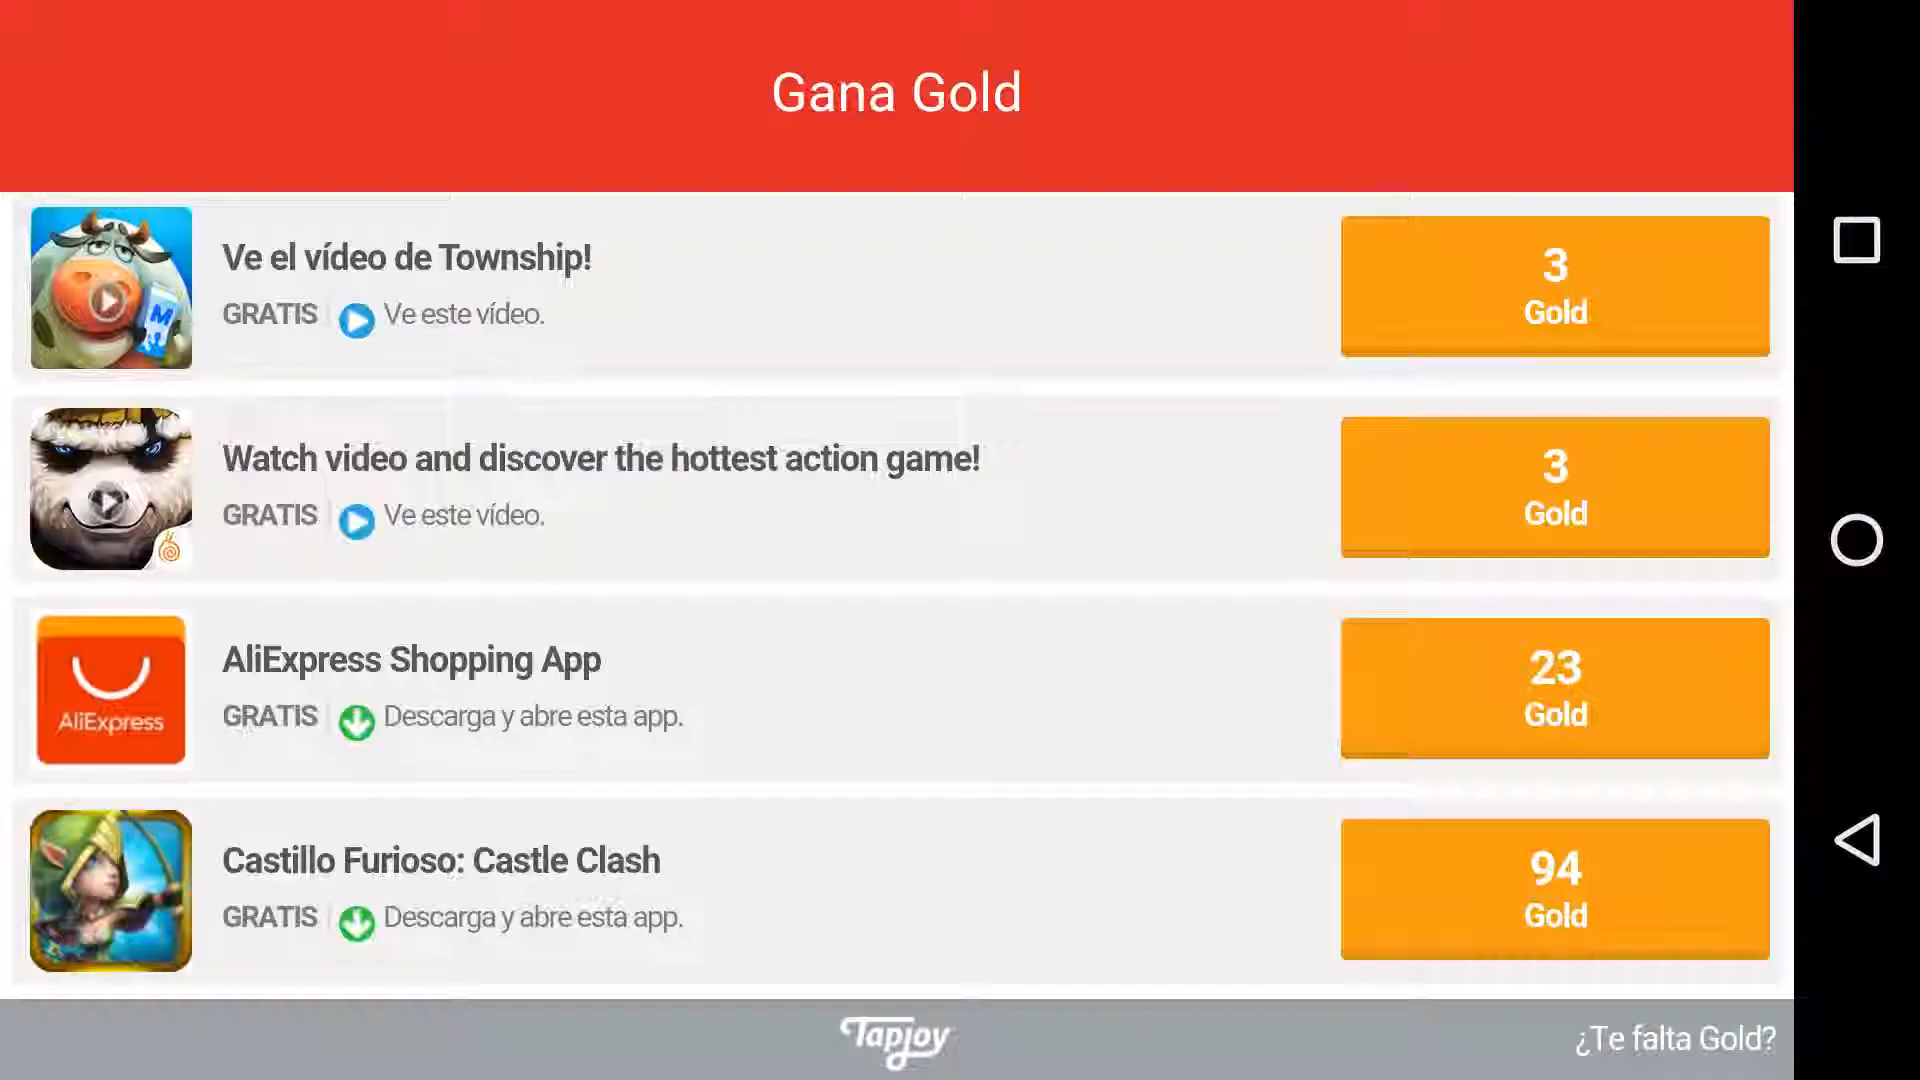 Gana Gold
Ve el vídeo de Township!
GRATIS Ve este vídeo.
3
Gold
Watch video and discover the hottest action game!
GRATIS Ve este vídeo.
3
Gold
AliExpress
AliExpress Shopping App
GRATIS Descarga y abre esta app.
23
Gold
Castillo Furioso: Castle Clash
GRATIS Descarga y abre esta app.
94
Gold
Tapjoy
¿Te falta Gold?